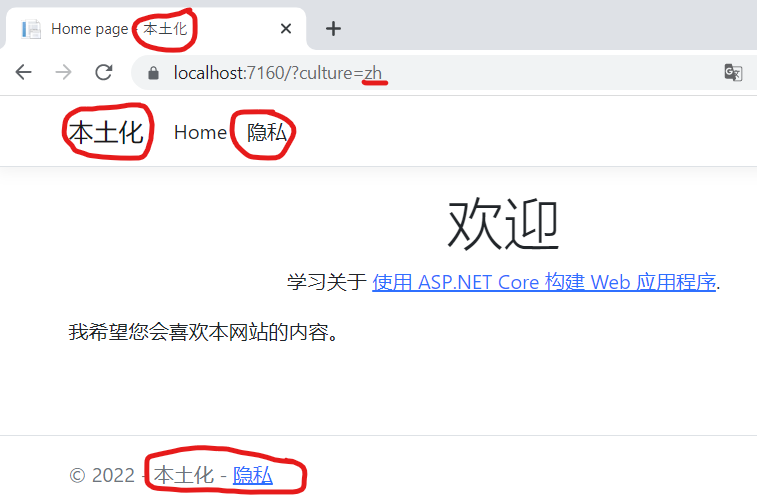 Home page - 本土化
localhost:7160/?culture=zh
本土化 Home 隐私
欢迎
学习关于 使用 ASP.NET Core 构建 Web 应用程序.
我希望您会喜欢本网站的内容。
© 2022 - 本土化 - 隐私